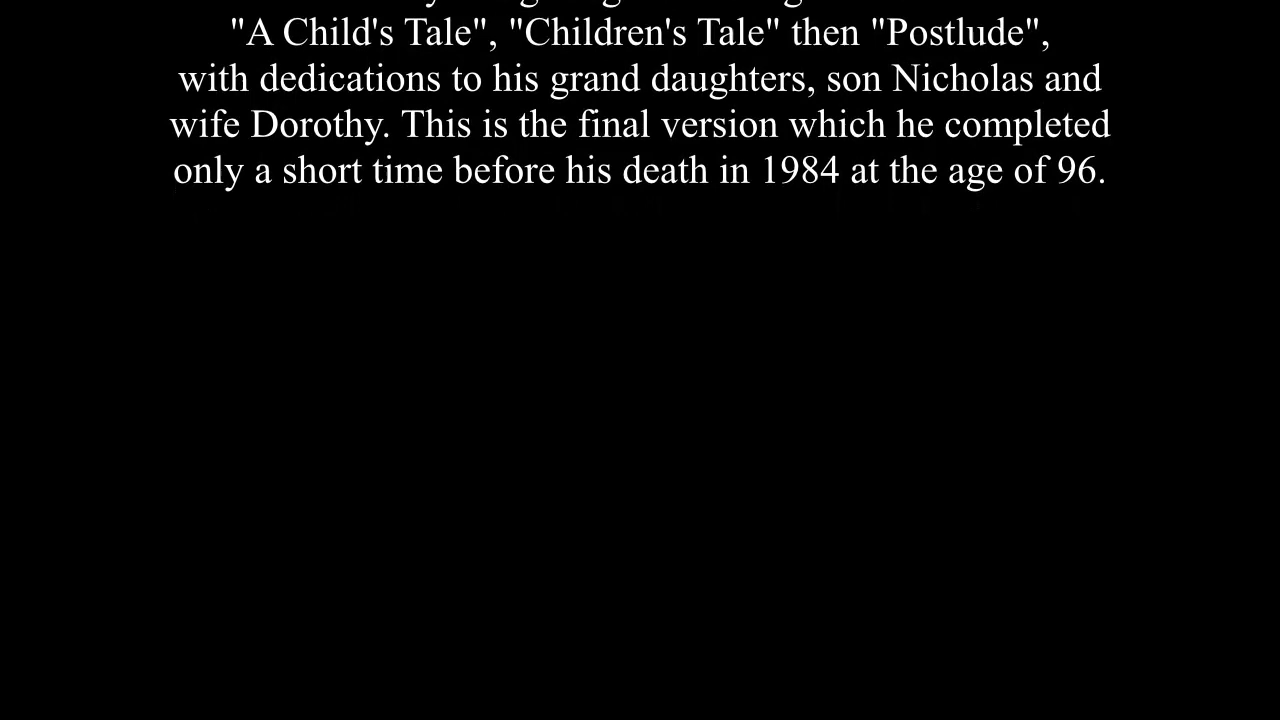 "A Child's Tale", "Children's Tale" then "Postlude",
with dedications to his grand daughters, son Nicholas and
wife Dorothy. This is the final version which he completed
only a short time before his death in 1984 at the age of 96.